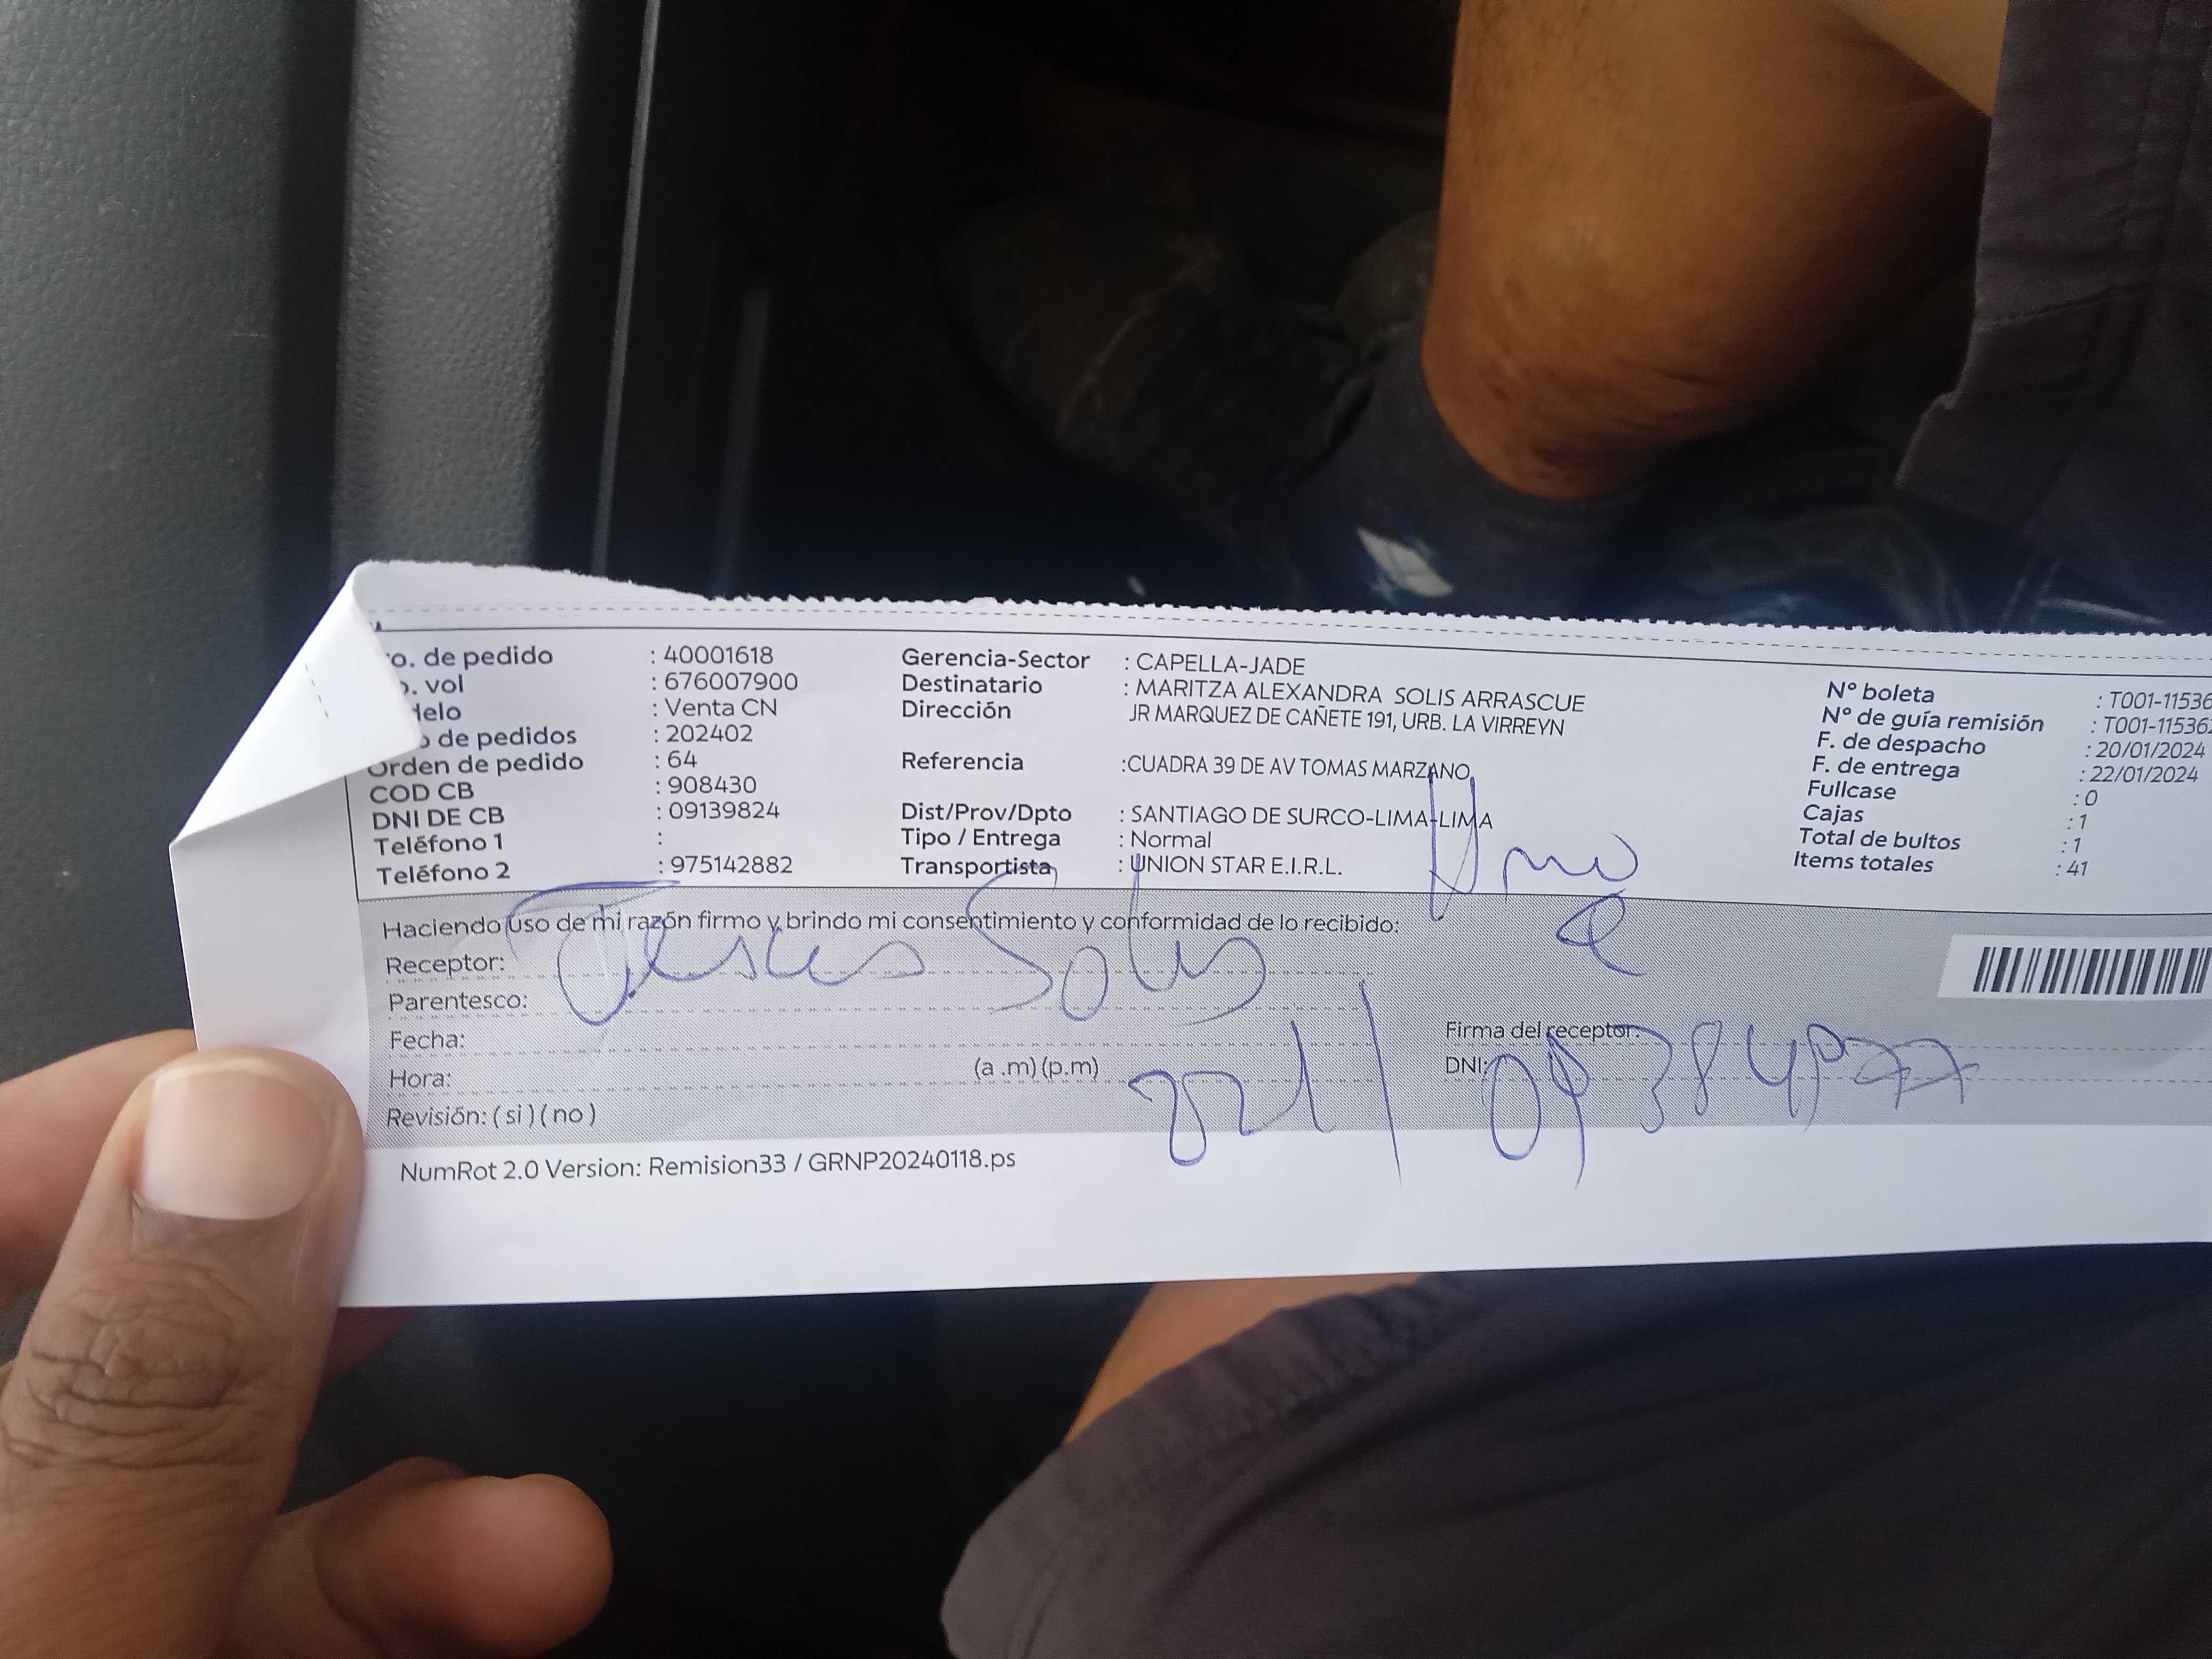 o. de pedido : 40001618
o. vol : 676007900
delo : Venta CN
o de pedidos : 202402
Orden de pedido : 64
COD CB : 908430
DNI DE CB : 09139824
Teléfono 1 :
Teléfono 2 : 975142882
Gerencia-Sector : CAPELLA-JADE
Destinatario : MARITZA ALEXANDRA SOLIS ARRASCUE
Dirección JR MARQUEZ DE CAÑETE 191, URB. LA VIRREYN
Referencia :CUADRA 39 DE AV TOMAS MARZANO
Dist/Prov/Dpto : SANTIAGO DE SURCO-LIMA-LIMA
Tipo / Entrega : Normal
Transportista : UNION STAR E.I.R.L.
Nº boleta : T001-11536
Nº de guía remisión : T001-11536
F. de despacho : 20/01/2024
F. de entrega : 22/01/2024
Fullcase : 0
Cajas : 1
Total de bultos : 1
Items totales : 41
Haciendo uso de mi razón firmo y brindo mi consentimiento y conformidad de lo recibido:
Receptor: Jesus Solis
Parentesco:
Fecha:
Hora: (a .m) (p.m)
Revisión: ( si ) ( no )
Firma del receptor:
DNI:
NumRot 2.0 Version: Remision33 / GRNP20240118.ps